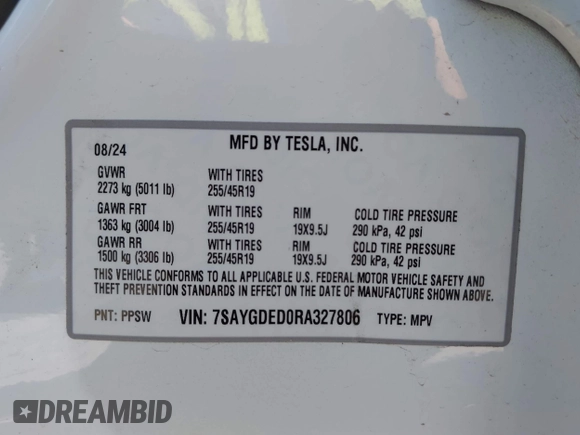 08/24 MFD BY TESLA, INC.
GVWR WITH TIRES
2273 kg (5011 lb) 255/45R19
GAWR FRT WITH TIRES RIM COLD TIRE PRESSURE
1363 kg (3004 lb) 255/45R19 19X9.5J 290 kPa, 42 psi
GAWR RR WITH TIRES RIM COLD TIRE PRESSURE
1500 kg (3306 lb) 255/45R19 19X9.5J 290 kPa, 42 psi
THIS VEHICLE CONFORMS TO ALL APPLICABLE U.S. FEDERAL MOTOR VEHICLE SAFETY AND
THEFT PREVENTION STANDARDS IN EFFECT ON THE DATE OF MANUFACTURE SHOWN ABOVE.
PNT: PPSW VIN: 7SAYGDED0RA327806 TYPE: MPV
DREAMBID